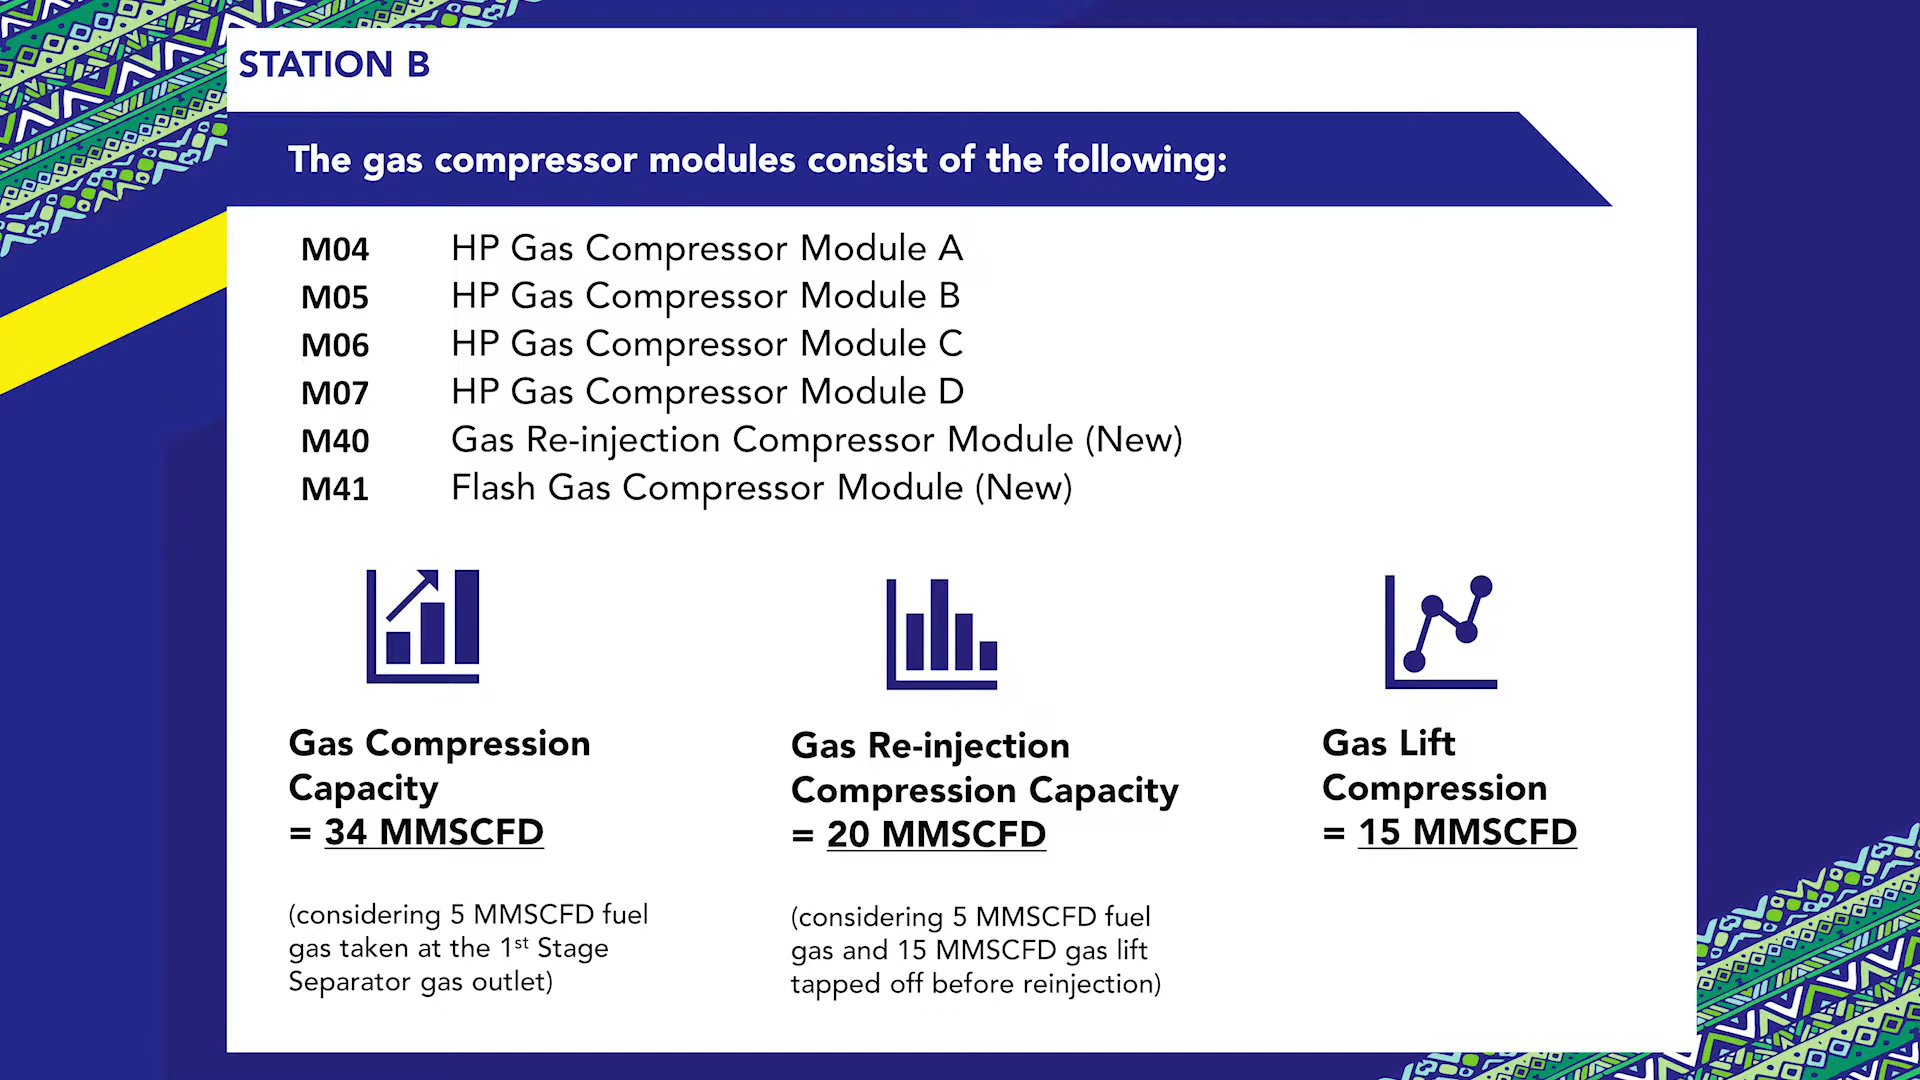 STATION B
The gas compressor modules consist of the following:
M04 HP Gas Compressor Module A
M05 HP Gas Compressor Module B
M06 HP Gas Compressor Module C
M07 HP Gas Compressor Module D
M40 Gas Re-injection Compressor Module (New)
M41 Flash Gas Compressor Module (New)
Gas Compression
Capacity
= 34 MMSCFD
(considering 5 MMSCFD fuel
gas taken at the 1st Stage
Separator gas outlet)
Gas Re-injection
Compression Capacity
= 20 MMSCFD
(considering 5 MMSCFD fuel
gas and 15 MMSCFD gas lift
tapped off before reinjection)
Gas Lift
Compression
= 15 MMSCFD